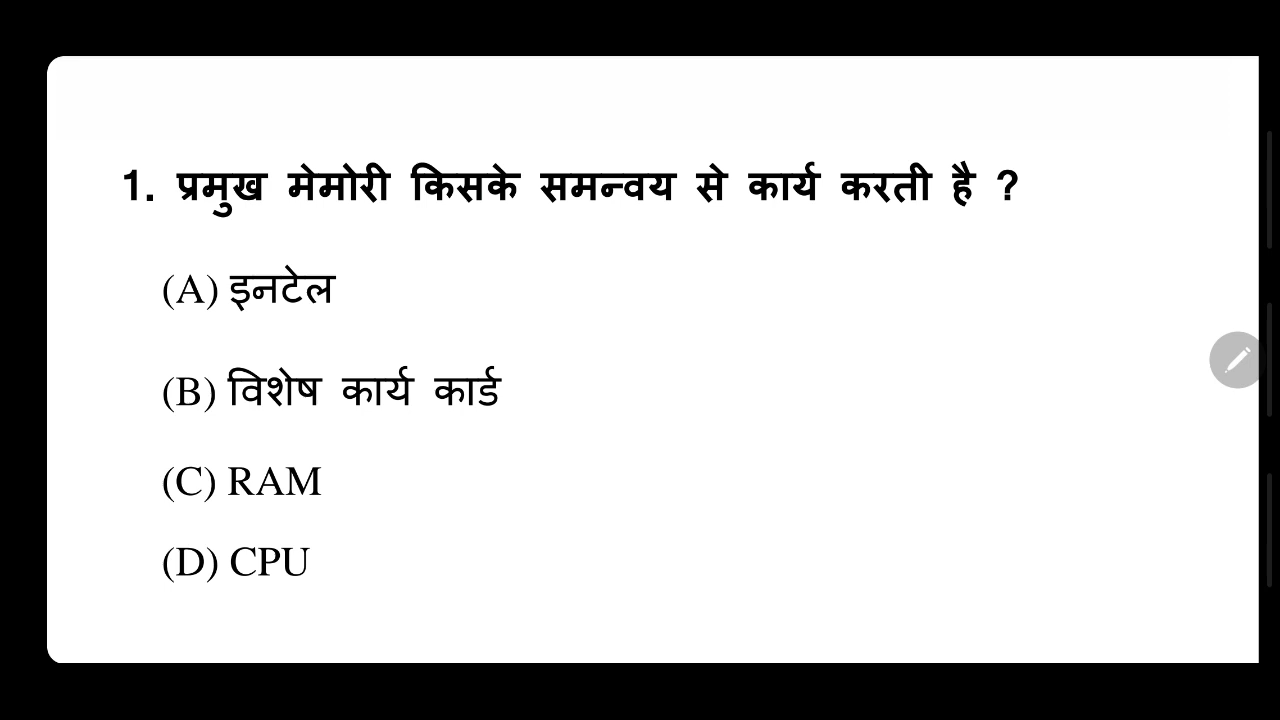 1. प्रमुख मेमोरी किसके समन्वय से कार्य करती है ?
(A) इनटेल
(B) विशेष कार्य कार्ड
(C) RAM
(D) CPU